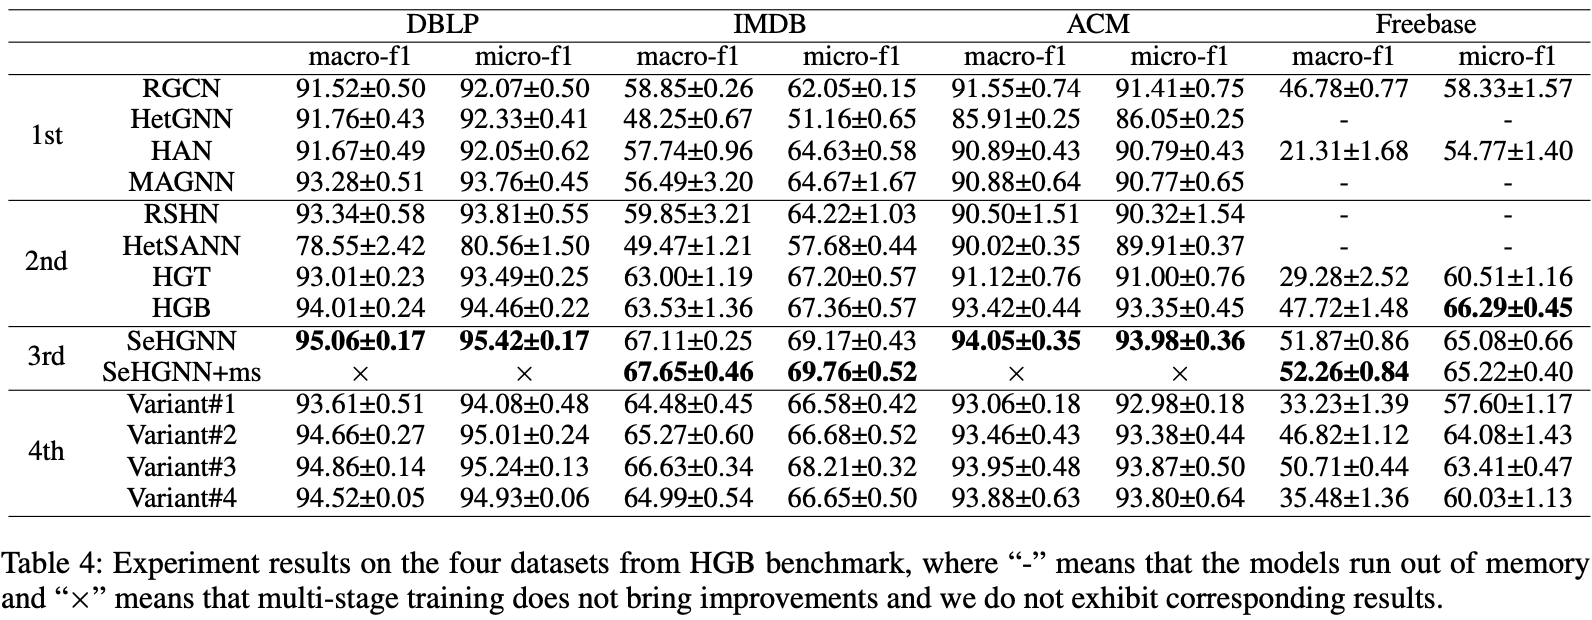 DBLP IMDB ACM Freebase
macro-f1 micro-f1 macro-f1 micro-f1 macro-f1 micro-f1 macro-f1 micro-f1
1st
RGCN 91.52±0.50 92.07±0.50 58.85±0.26 62.05±0.15 91.55±0.74 91.41±0.75 46.78±0.77 58.33±1.57
HetGNN 91.76±0.43 92.33±0.41 48.25±0.67 51.16±0.65 85.91±0.25 86.05±0.25 - -
HAN 91.67±0.49 92.05±0.62 57.74±0.96 64.63±0.58 90.89±0.43 90.79±0.43 21.31±1.68 54.77±1.40
MAGNN 93.28±0.51 93.76±0.45 56.49±3.20 64.67±1.67 90.88±0.64 90.77±0.65 - -
2nd
RSHN 93.34±0.58 93.81±0.55 59.85±3.21 64.22±1.03 90.50±1.51 90.32±1.54 - -
HetSANN 78.55±2.42 80.56±1.50 49.47±1.21 57.68±0.44 90.02±0.35 89.91±0.37 - -
HGT 93.01±0.23 93.49±0.25 63.00±1.19 67.20±0.57 91.12±0.76 91.00±0.76 29.28±2.52 60.51±1.16
HGB 94.01±0.24 94.46±0.22 63.53±1.36 67.36±0.57 93.42±0.44 93.35±0.45 47.72±1.48 66.29±0.45
3rd
SeHGNN 95.06±0.17 95.42±0.17 67.11±0.25 69.17±0.43 94.05±0.35 93.98±0.36 51.87±0.86 65.08±0.66
SeHGNN+ms × × 67.65±0.46 69.76±0.52 × × 52.26±0.84 65.22±0.40
4th
Variant#1 93.61±0.51 94.08±0.48 64.48±0.45 66.58±0.42 93.06±0.18 92.98±0.18 33.23±1.39 57.60±1.17
Variant#2 94.66±0.27 95.01±0.24 65.27±0.60 66.68±0.52 93.46±0.43 93.38±0.44 46.82±1.12 64.08±1.43
Variant#3 94.86±0.14 95.24±0.13 66.63±0.34 68.21±0.32 93.95±0.48 93.87±0.50 50.71±0.44 63.41±0.47
Variant#4 94.52±0.05 94.93±0.06 64.99±0.54 66.65±0.50 93.88±0.63 93.80±0.64 35.48±1.36 60.03±1.13
Table 4: Experiment results on the four datasets from HGB benchmark, where “-” means that the models run out of memory
and “×” means that multi-stage training does not bring improvements and we do not exhibit corresponding results.